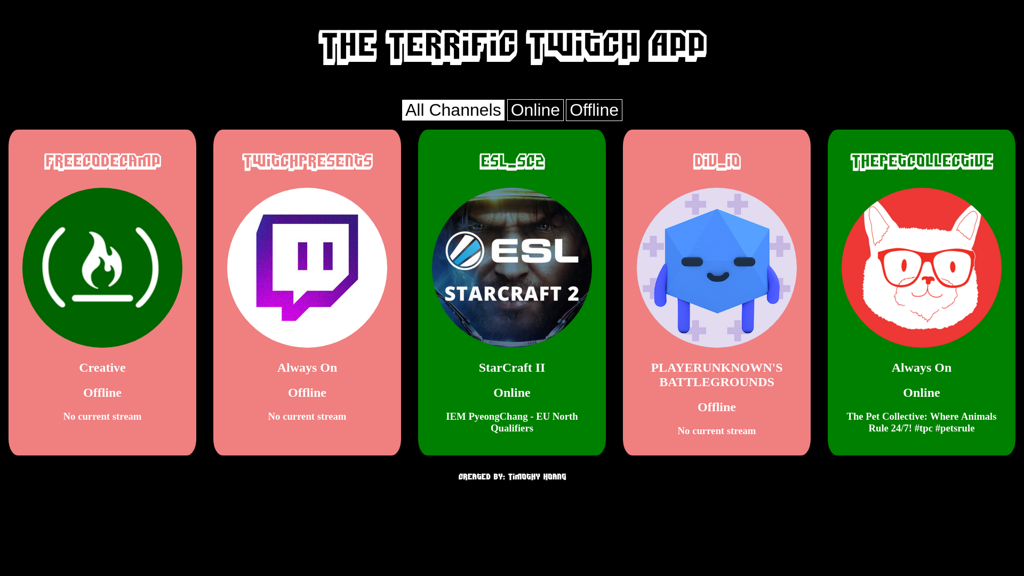 THE TERRiFiC TWiTCH APP
All Channels Online Offline
FREECODECAMP
Creative
Offline
No current stream
TWiTCHPRESENTS
Always On
Offline
No current stream
ESL_SC2
ESL
STARCRAFT 2
StarCraft II
Online
IEM PyeongChang - EU North
Qualifiers
DiV_iO
PLAYERUNKNOWN'S
BATTLEGROUNDS
Offline
No current stream
THEPETCOLLECTiVE
Always On
Online
The Pet Collective: Where Animals
Rule 24/7! #tpc #petsrule
CREATED BY: TiMOTHY HOANG